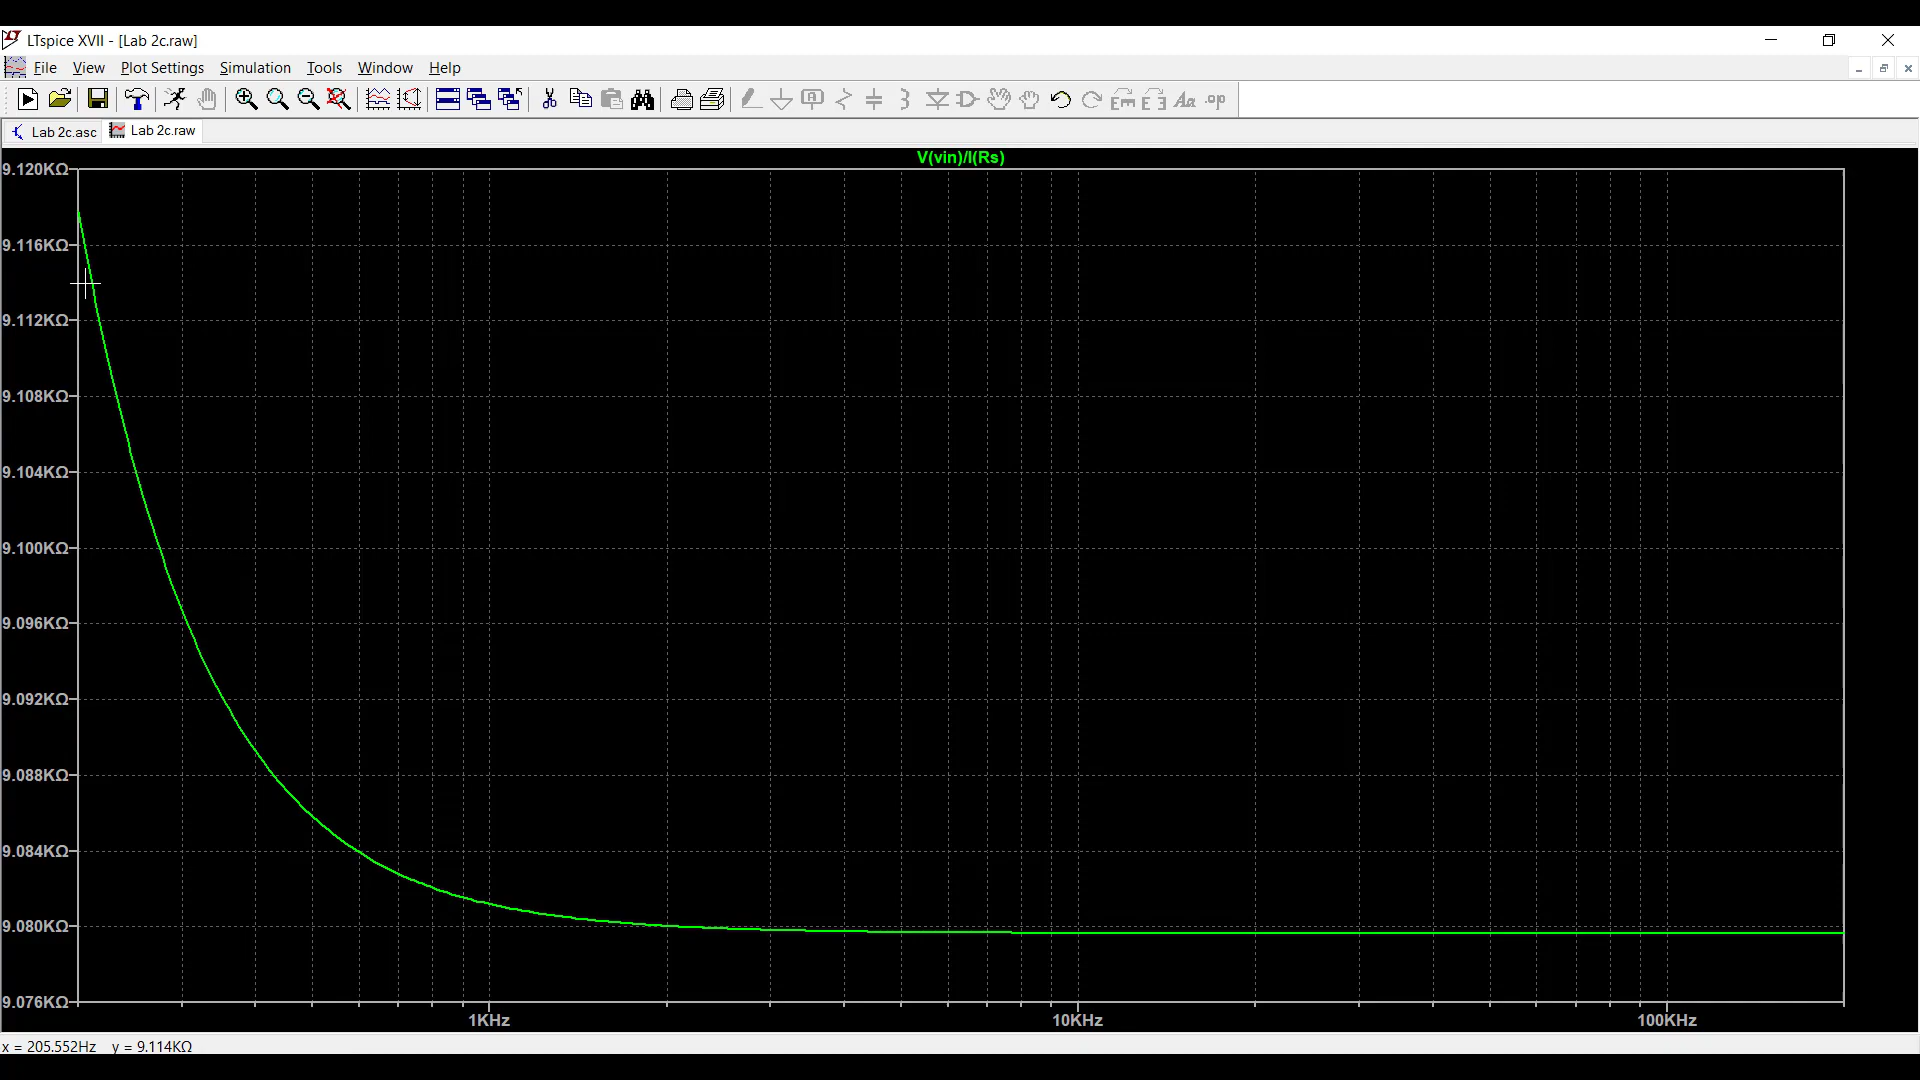 LTspice XVII - [Lab 2c.raw]
File View Plot Settings Simulation Tools Window Help
Lab 2c.asc Lab 2c.raw
V(vin)/I(Rs)
9.120KΩ
9.116KΩ
9.112KΩ
9.108KΩ
9.104KΩ
9.100KΩ
9.096KΩ
9.092KΩ
9.088KΩ
9.084KΩ
9.080KΩ
9.076KΩ
1KHz 10KHz 100KHz
x = 205.552Hz y = 9.114KΩ